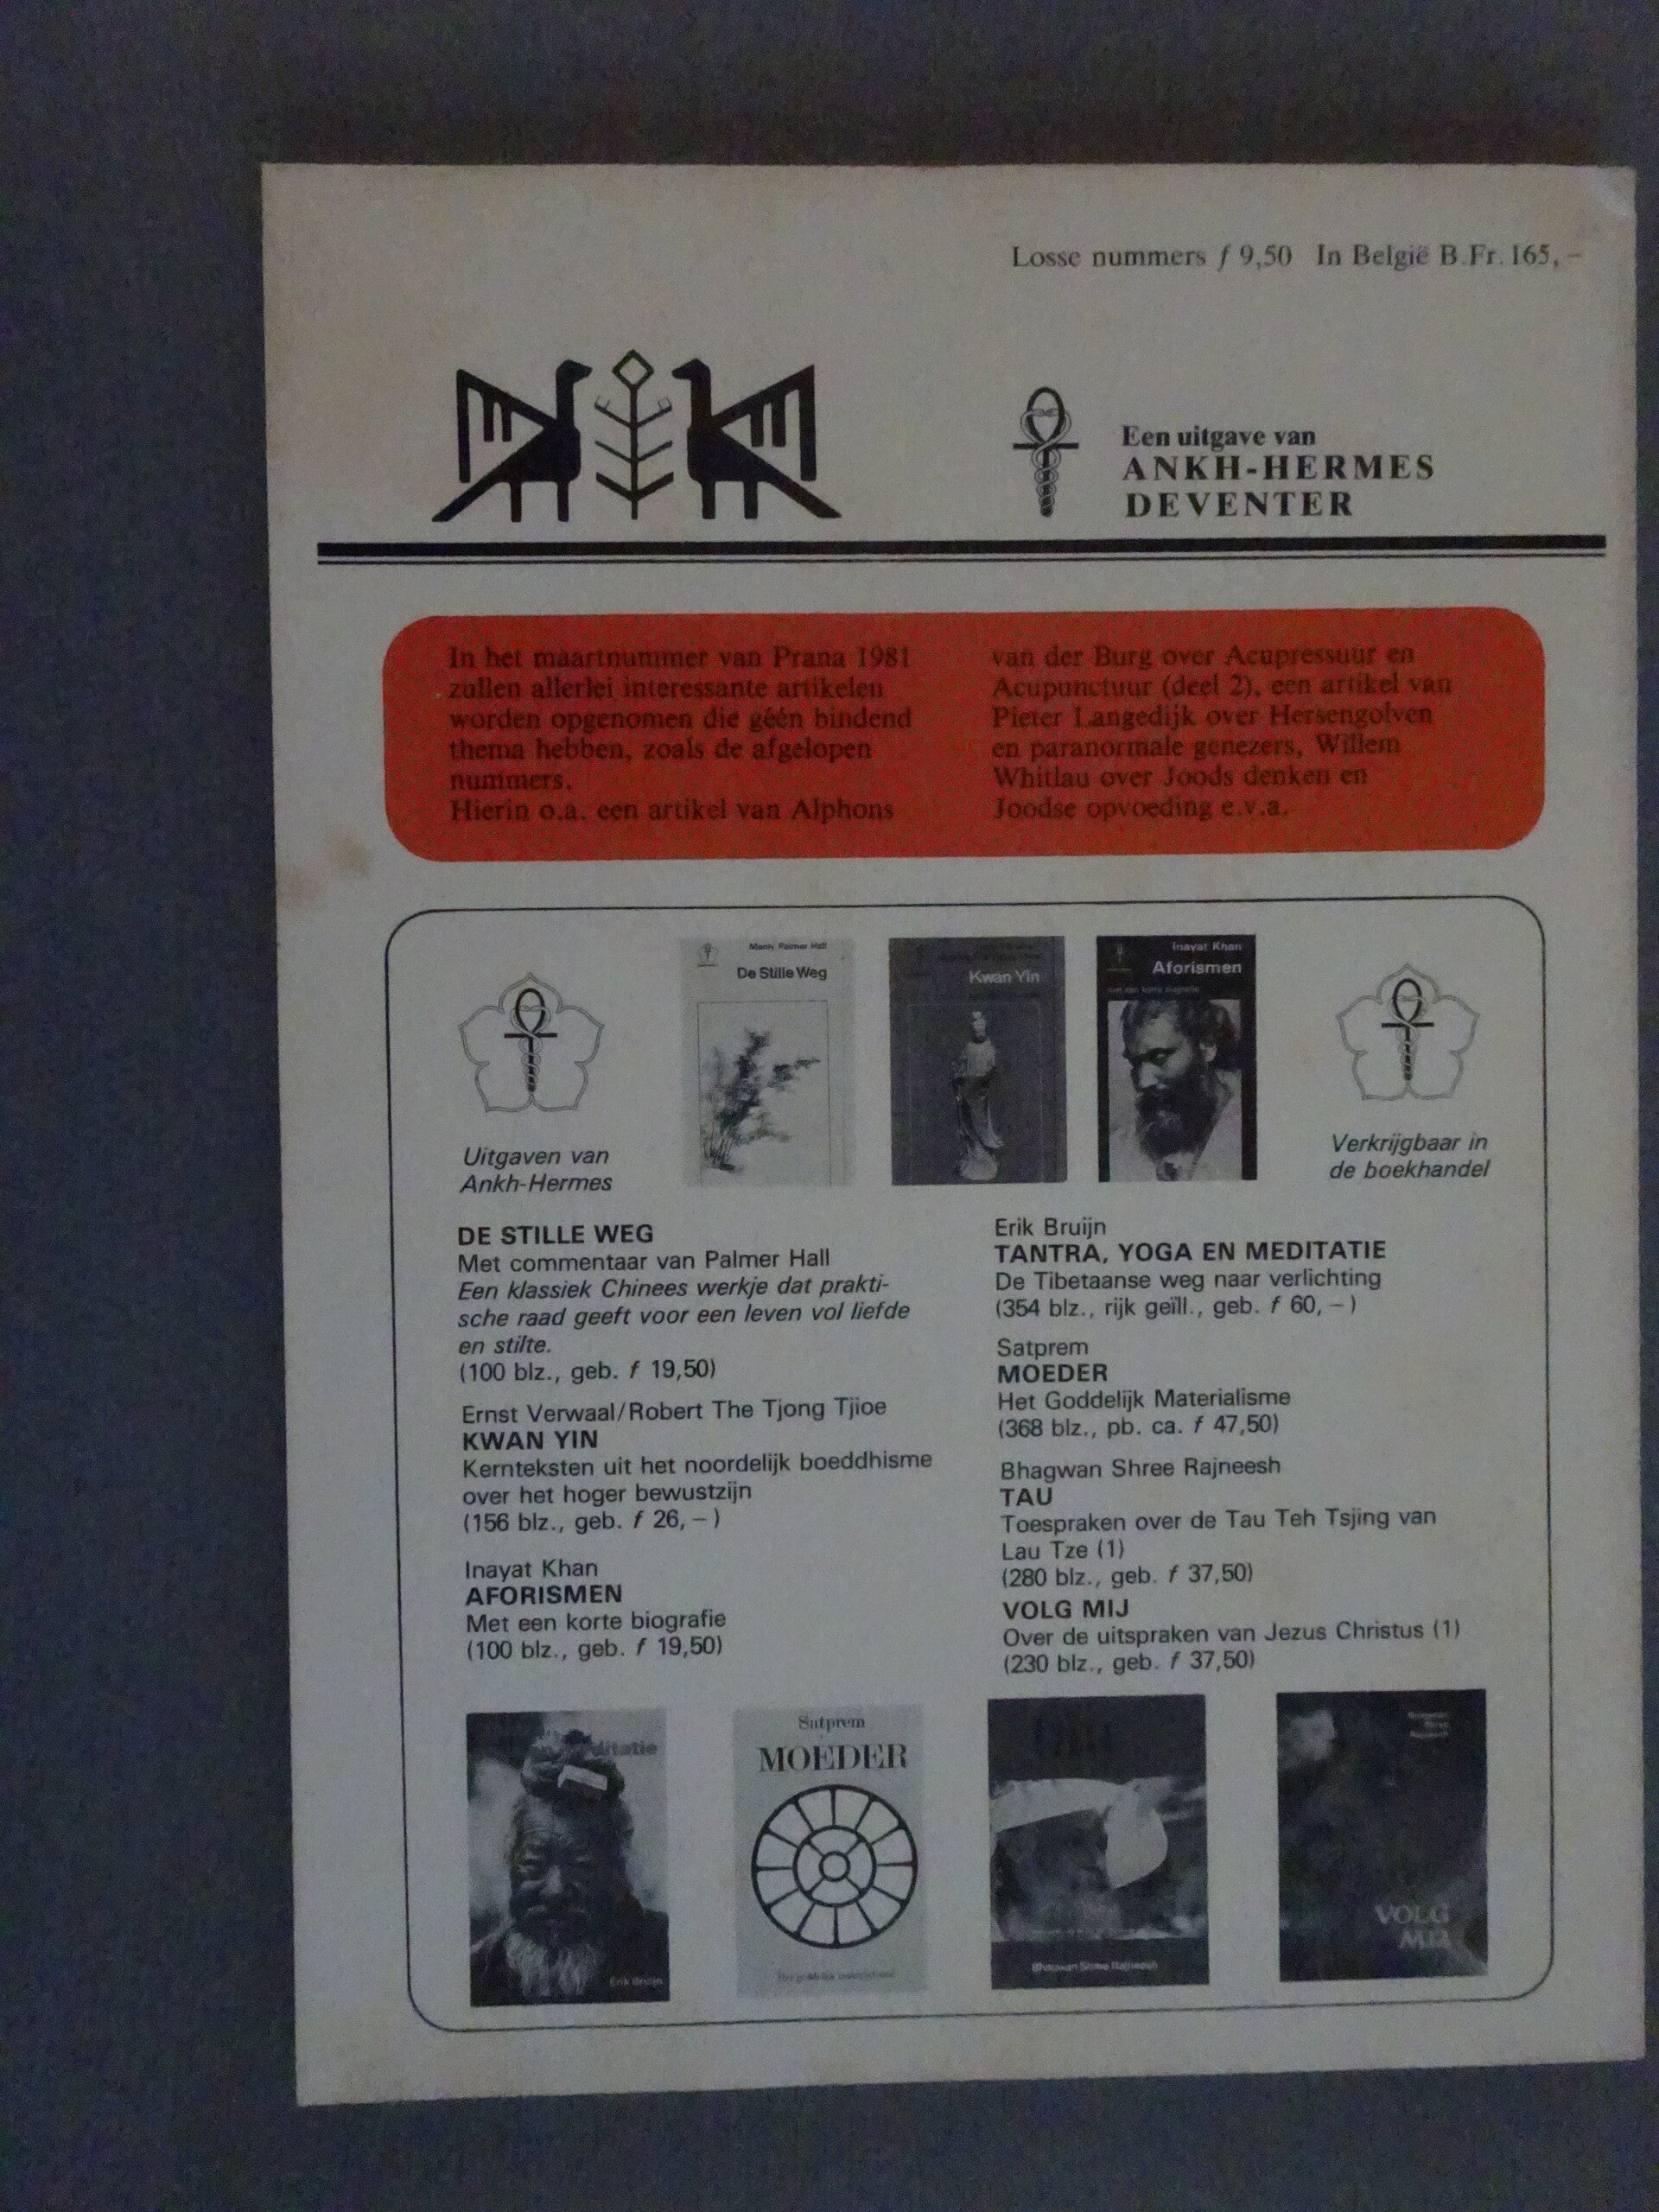 Losse nummers f 9,50 In België B.Fr. 165,–
Een uitgave van
ANKH-HERMES
DEVENTER
In het maartnummer van Prana 1981
zullen allerlei interessante artikelen
worden opgenomen die géén bindend
thema hebben, zoals de afgelopen
nummers.
Hierin o.a. een artikel van Alphons
van der Burg over Acupressuur en
Acupunctuur (deel 2), een artikel van
Pieter Langedijk over Hersengolven
en paranormale genezers, Willem
Whitlau over Joods denken en
Joodse opvoeding e.v.a.
Manly Palmer Hall
De Stille Weg
Kwan Yin
Inayat Khan
Aforismen
met een korte biografie
Uitgaven van
Ankh-Hermes
Verkrijgbaar in
de boekhandel
DE STILLE WEG
Met commentaar van Palmer Hall
Een klassiek Chinees werkje dat prakti-
sche raad geeft voor een leven vol liefde
en stilte.
(100 blz., geb. f 19,50)
Ernst Verwaal/Robert The Tjong Tjioe
KWAN YIN
Kernteksten uit het noordelijk boeddhisme
over het hoger bewustzijn
(156 blz., geb. f 26,–)
Inayat Khan
AFORISMEN
Met een korte biografie
(100 blz., geb. f 19,50)
Erik Bruijn
TANTRA, YOGA EN MEDITATIE
De Tibetaanse weg naar verlichting
(354 blz., rijk geïll., geb. f 60,–)
Satprem
MOEDER
Het Goddelijk Materialisme
(368 blz., pb. ca. f 47,50)
Bhagwan Shree Rajneesh
TAU
Toespraken over de Tau Teh Tsjing van
Lau Tze (1)
(280 blz., geb. f 37,50)
VOLG MIJ
Over de uitspraken van Jezus Christus (1)
(230 blz., geb. f 37,50)
Erik Bruijn
Satprem
MOEDER
Het goddelijk materialisme
Bhagwan Shree Rajneesh
VOLG
MIJ